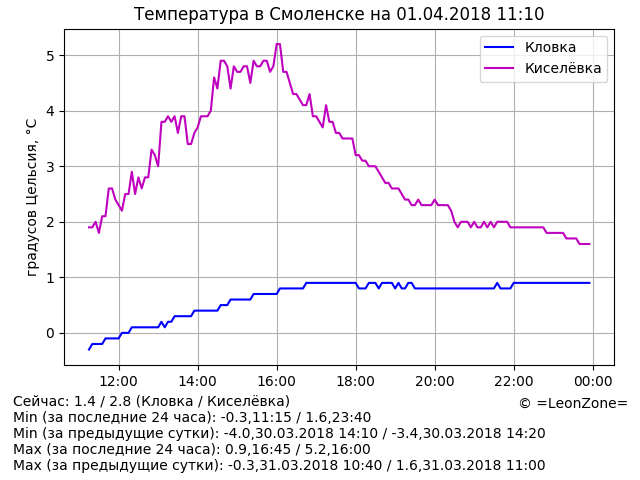 Температура в Смоленске на 01.04.2018 11:10
Кловка
Киселёвка
градусов Цельсия, °C
5
4
3
2
1
0
12:00 14:00 16:00 18:00 20:00 22:00 00:00
Сейчас: 1.4 / 2.8 (Кловка / Киселёвка)
© =LeonZone=
Min (за последние 24 часа): -0.3,11:15 / 1.6,23:40
Min (за предыдущие сутки): -4.0,30.03.2018 14:10 / -3.4,30.03.2018 14:20
Max (за последние 24 часа): 0.9,16:45 / 5.2,16:00
Max (за предыдущие сутки): -0.3,31.03.2018 10:40 / 1.6,31.03.2018 11:00